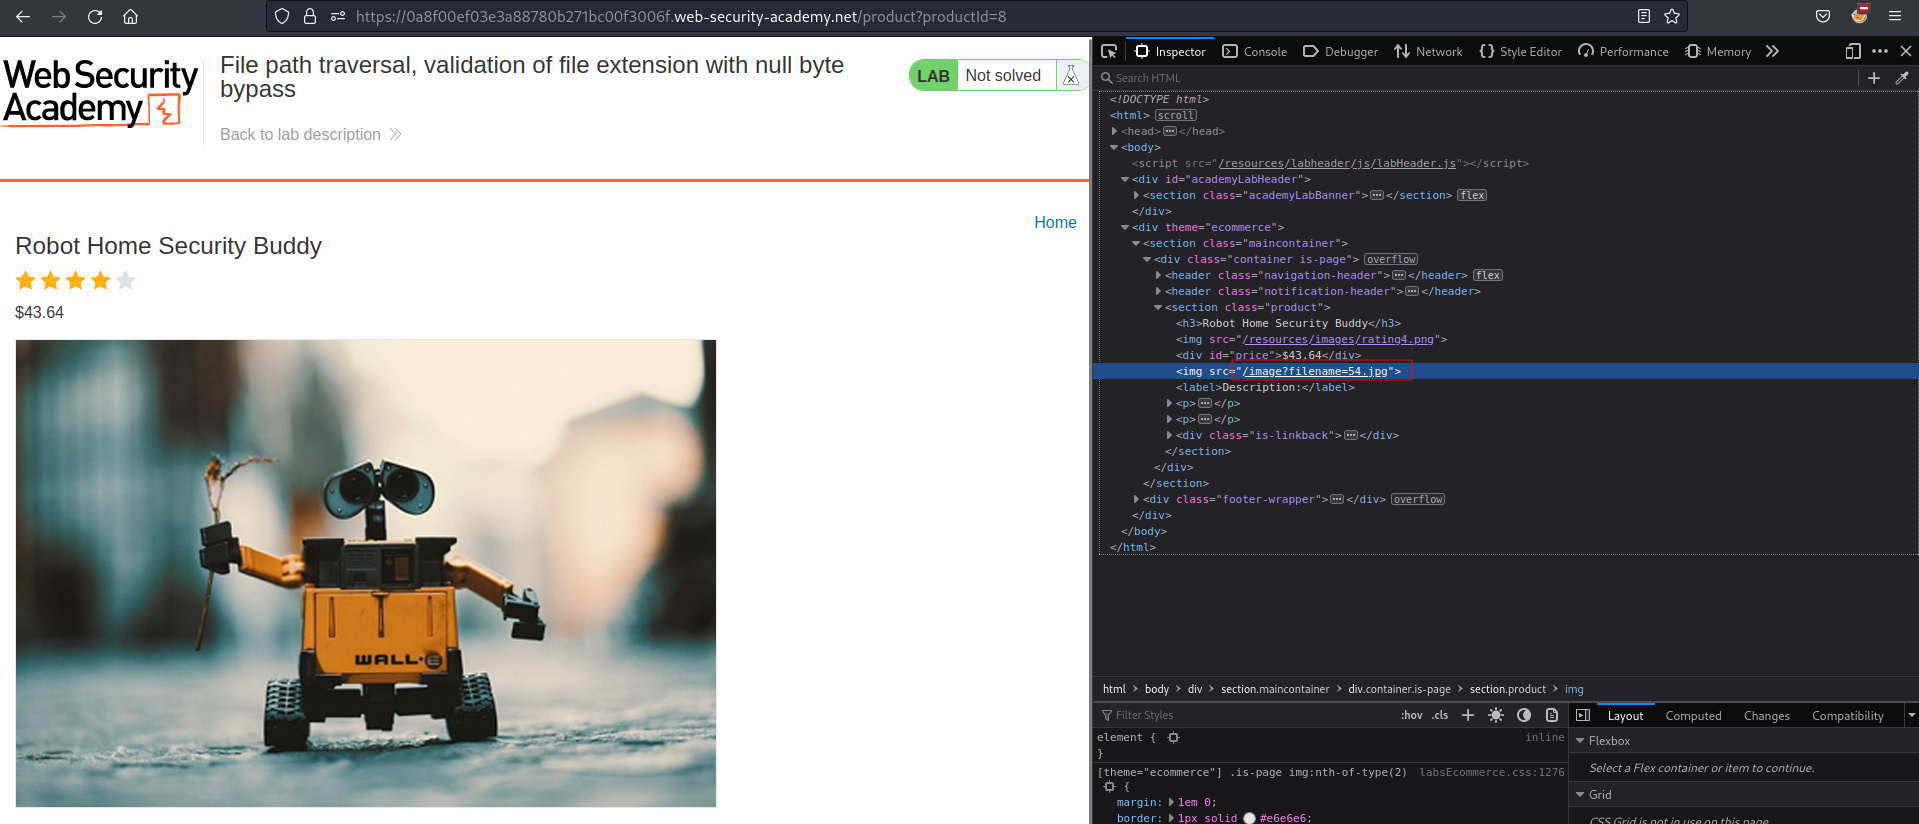 https://0a8f00ef03e3a88780b271bc00f3006f.web-security-academy.net/product?productId=8
Web Security
Academy
File path traversal, validation of file extension with null byte
bypass
Back to lab description
LAB Not solved
Home
Robot Home Security Buddy
$43.64
WALL·E
Inspector Console Debugger Network Style Editor Performance Memory
Search HTML
<!DOCTYPE html>
<html> scroll
<head> ••• </head>
<body>
<script src="/resources/labheader/js/labHeader.js"></script>
<div id="academyLabHeader">
<section class="academyLabBanner"> ••• </section> flex
</div>
<div theme="ecommerce">
<section class="maincontainer">
<div class="container is-page"> overflow
<header class="navigation-header"> ••• </header> flex
<header class="notification-header"> ••• </header>
<section class="product">
<h3>Robot Home Security Buddy</h3>
<img src="/resources/images/rating4.png">
<div id="price">$43.64</div>
<img src="/image?filename=54.jpg">
<label>Description:</label>
<p> ••• </p>
<p> ••• </p>
<div class="is-linkback"> ••• </div>
</section>
</div>
</section>
<div class="footer-wrapper"> ••• </div> overflow
</div>
</body>
</html>
html > body > div > section.maincontainer > div.container.is-page > section.product > img
Filter Styles :hov .cls
element { inline
}
[theme="ecommerce"] .is-page img:nth-of-type(2) labsEcommerce.css:1276
{
margin: 1em 0;
border: 1px solid #e6e6e6;
Layout Computed Changes Compatibility
Flexbox
Select a Flex container or item to continue.
Grid
CSS Grid is not in use on this page